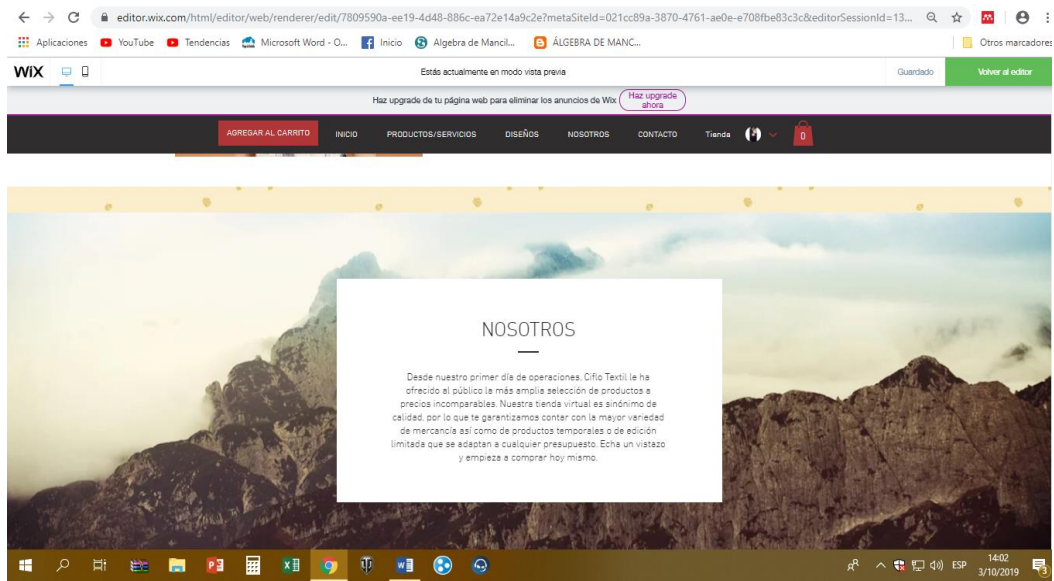 editor.wix.com/html/editor/web/renderer/edit/7809590a-ee19-4d48-886c-ea72e14a9c2e?metaSiteId=021cc89a-3870-4761-ae0e-e708fbe83c3c&editorSessionId=13...
Aplicaciones YouTube Tendencias Microsoft Word - O... Inicio Algebra de Mancil... ÁLGEBRA DE MANC... Otros marcadores
WiX Estás actualmente en modo vista previa Guardado Volver al editor
Haz upgrade de tu página web para eliminar los anuncios de Wix Haz upgrade
ahora
AGREGAR AL CARRITO INICIO PRODUCTOS/SERVICIOS DISEÑOS NOSOTROS CONTACTO Tienda 0
NOSOTROS
Desde nuestro primer día de operaciones, Ciflo Textil le ha
ofrecido al público la más amplia selección de productos a
precios incomparables. Nuestra tienda virtual es sinónimo de
calidad, por lo que te garantizamos contar con la mayor variedad
de mercancía así como de productos temporales o de edición
limitada que se adaptan a cualquier presupuesto. Echa un vistazo
y empieza a comprar hoy mismo.
ESP 14:02
3/10/2019